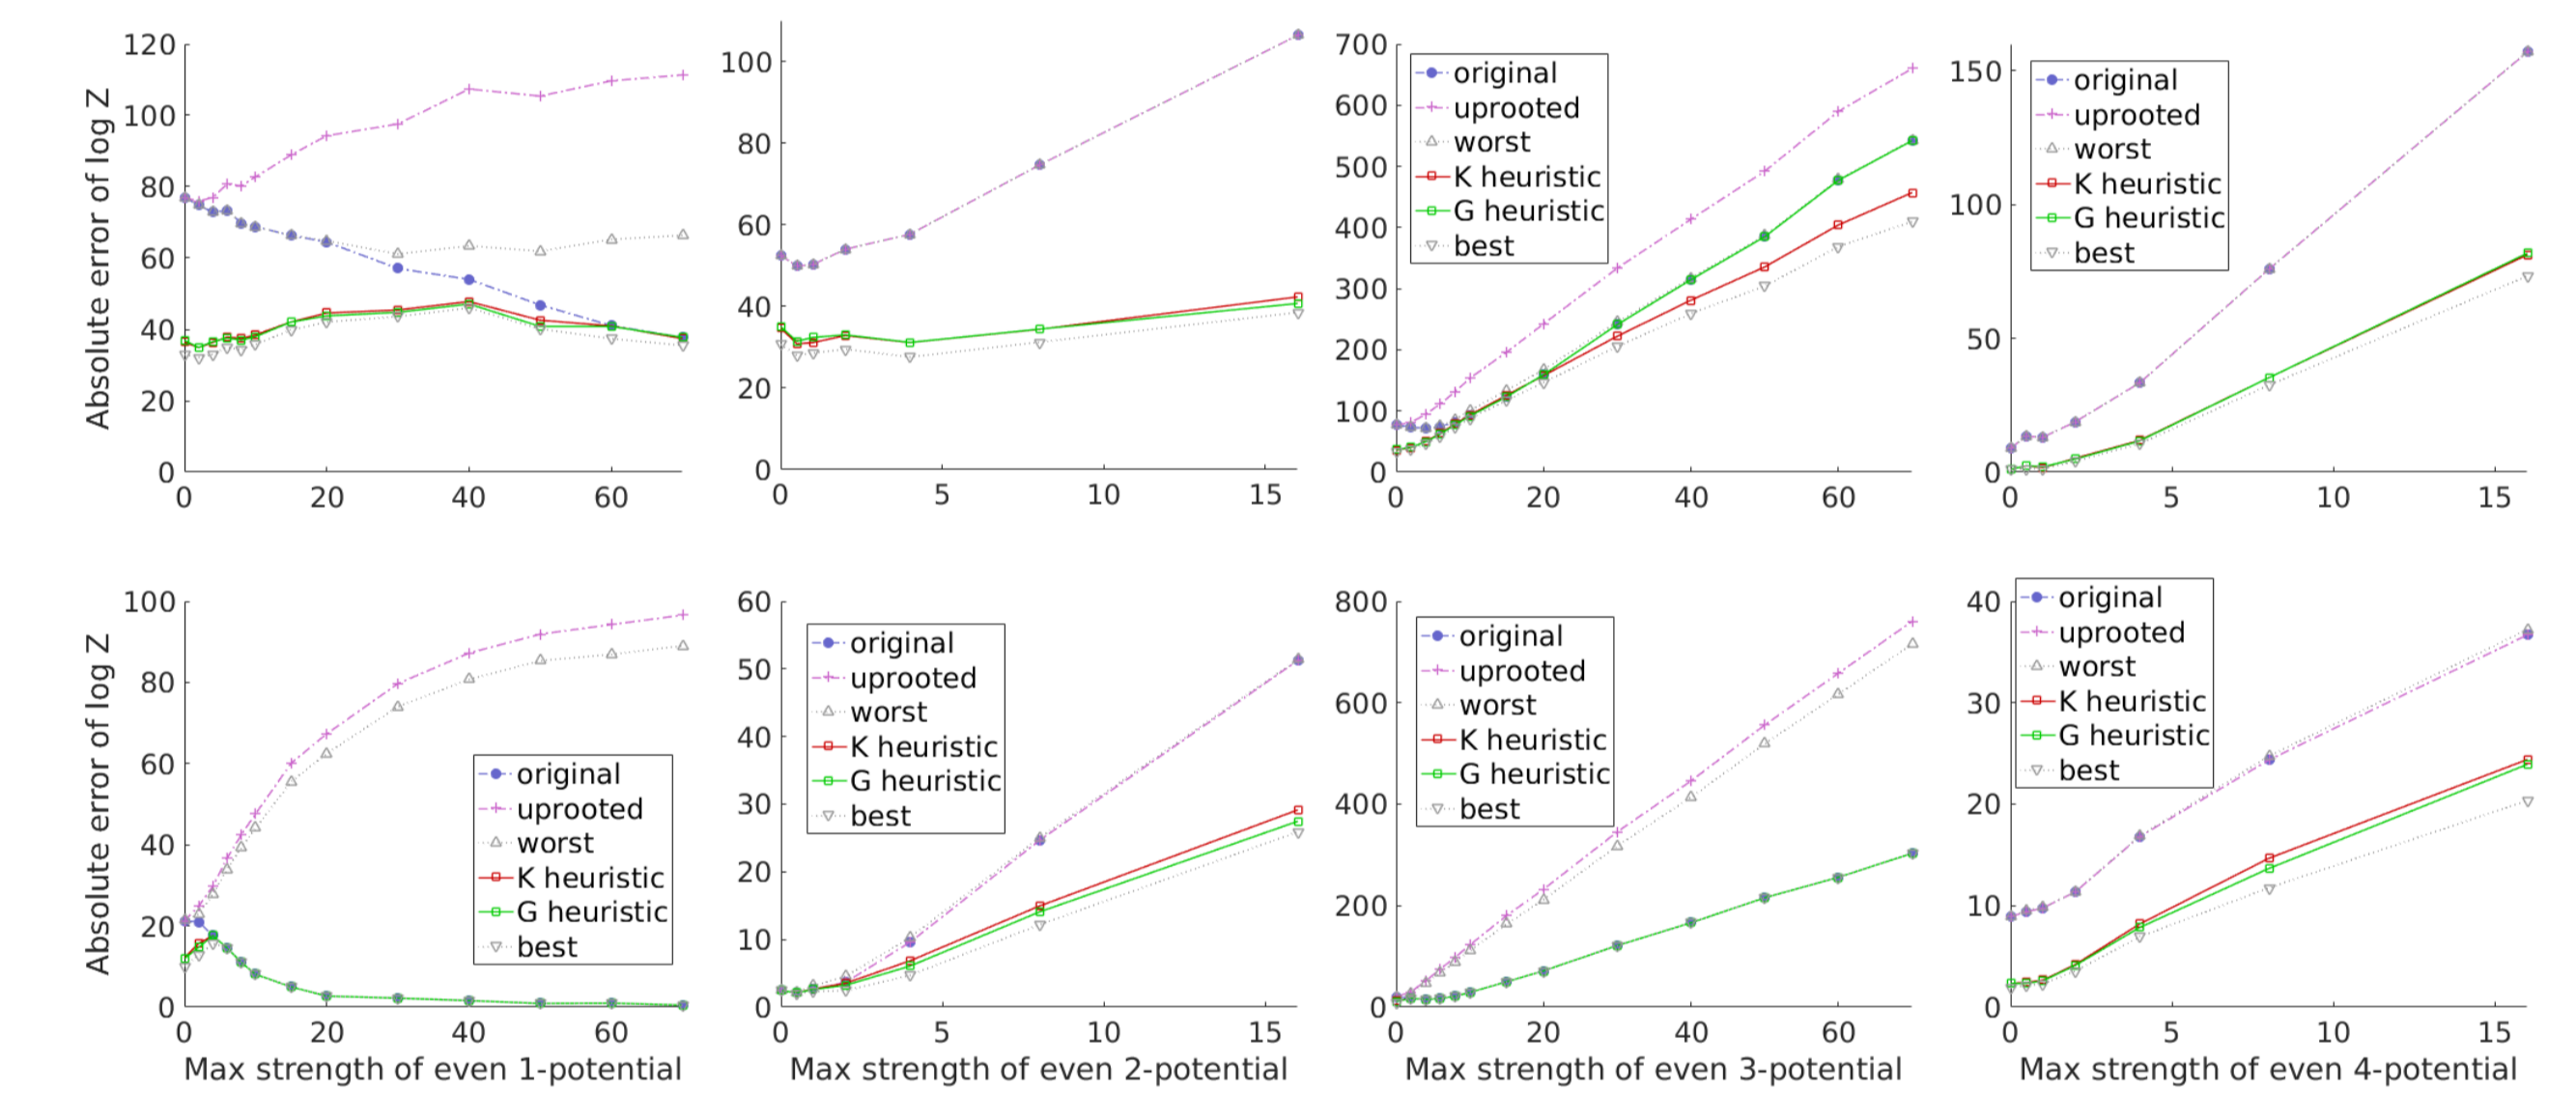 Absolute error of log Z
120
100
80
60
40
20
0
0 20 40 60
100
80
60
40
20
0
0 5 10 15
700
600
500
400
300
200
100
0
0 20 40 60
original
uprooted
worst
K heuristic
G heuristic
best
150
100
50
0
0 5 10 15
original
uprooted
worst
K heuristic
G heuristic
best
Absolute error of log Z
100
80
60
40
20
0
0 20 40 60
original
uprooted
worst
K heuristic
G heuristic
best
Max strength of even 1-potential
60
50
40
30
20
10
0
0 5 10 15
original
uprooted
worst
K heuristic
G heuristic
best
Max strength of even 2-potential
800
600
400
200
0
0 20 40 60
original
uprooted
worst
K heuristic
G heuristic
best
Max strength of even 3-potential
40
30
20
10
0
0 5 10 15
original
uprooted
worst
K heuristic
G heuristic
best
Max strength of even 4-potential